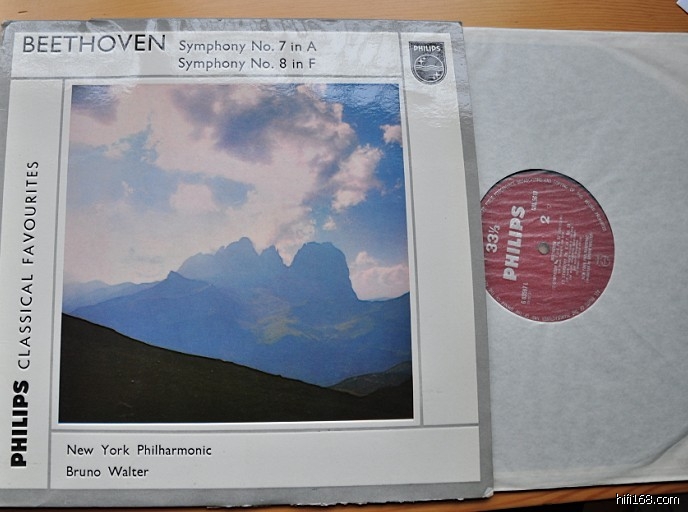 BEETHOVEN Symphony No. 7 in A
Symphony No. 8 in F
PHILIPS
PHILIPS CLASSICAL FAVOURITES
New York Philharmonic
Bruno Walter
33⅓
PHILIPS
2
hifi168.com